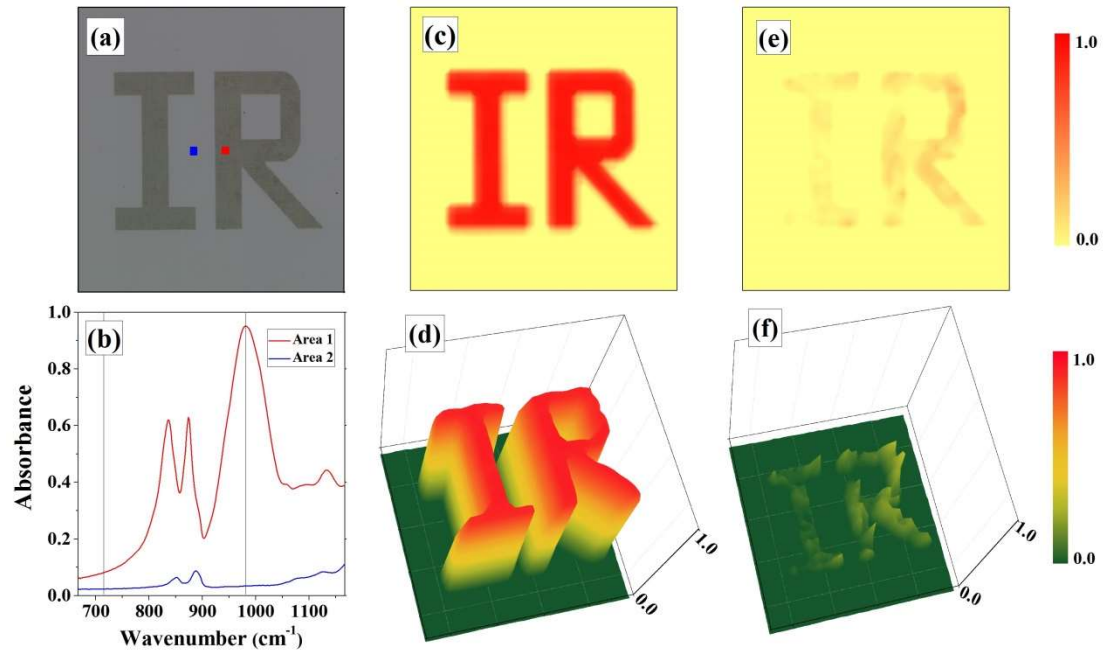 (a)
IR
(c)
IR
(e)
IR
1.0
0.0
(b)
Area 1
Area 2
1.0
0.8
0.6
0.4
0.2
0.0
Absorbance
700 800 900 1000 1100
Wavenumber (cm⁻¹)
(d)
IR
1.0
0.0
(f)
IR
1.0
0.0
1.0
0.0